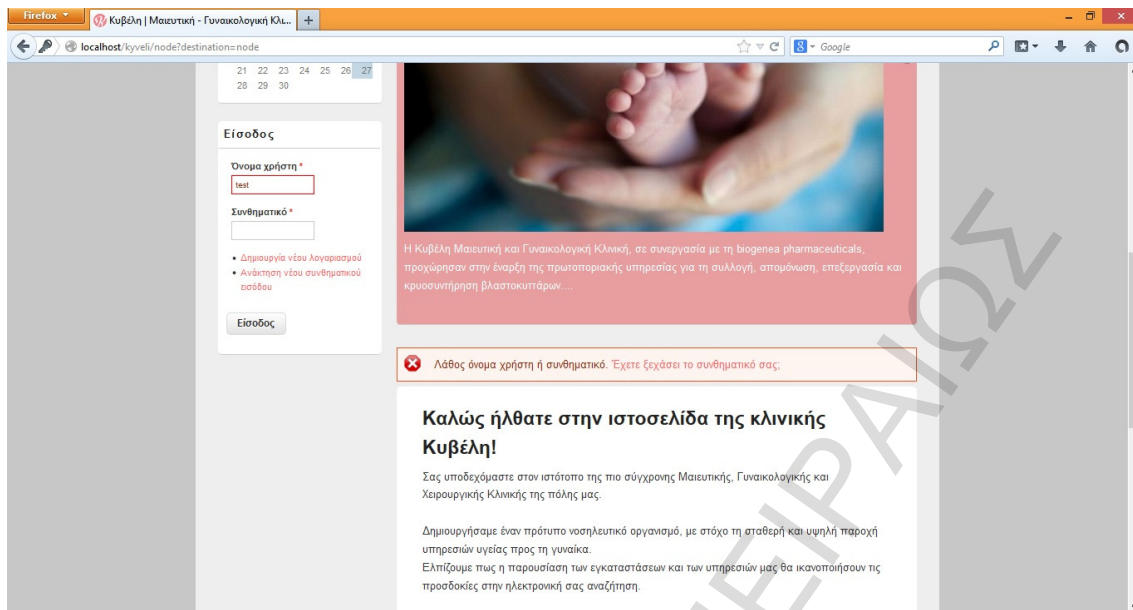 Firefox
Κυβέλη | Μαιευτική - Γυναικολογική Κλι...
localhost/kyveli/node?destination=node
Google
21 22 23 24 25 26 27
28 29 30
Είσοδος
Όνομα χρήστη *
test
Συνθηματικό *
Δημιουργία νέου λογαριασμού
Ανάκτηση νέου συνθηματικού
εισόδου
Είσοδος
Η Κυβέλη Μαιευτική και Γυναικολογική Κλινική, σε συνεργασία με τη biogenea pharmaceuticals,
προχώρησαν στην έναρξη της πρωτοποριακής υπηρεσίας για τη συλλογή, απομόνωση, επεξεργασία και
κρυοσυντήρηση βλαστοκυττάρων....
Λάθος όνομα χρήστη ή συνθηματικό. Έχετε ξεχάσει το συνθηματικό σας;
Καλώς ήλθατε στην ιστοσελίδα της κλινικής
Κυβέλη!
Σας υποδεχόμαστε στον ιστότοπο της πιο σύγχρονης Μαιευτικής, Γυναικολογικής και
Χειρουργικής Κλινικής της πόλης μας.
Δημιουργήσαμε έναν πρότυπο νοσηλευτικό οργανισμό, με στόχο τη σταθερή και υψηλή παροχή
υπηρεσιών υγείας προς τη γυναίκα.
Ελπίζουμε πως η παρουσίαση των εγκαταστάσεων και των υπηρεσιών μας θα ικανοποιήσουν τις
προσδοκίες στην ηλεκτρονική σας αναζήτηση.
ΠΕΙΡΑΙΩΣ